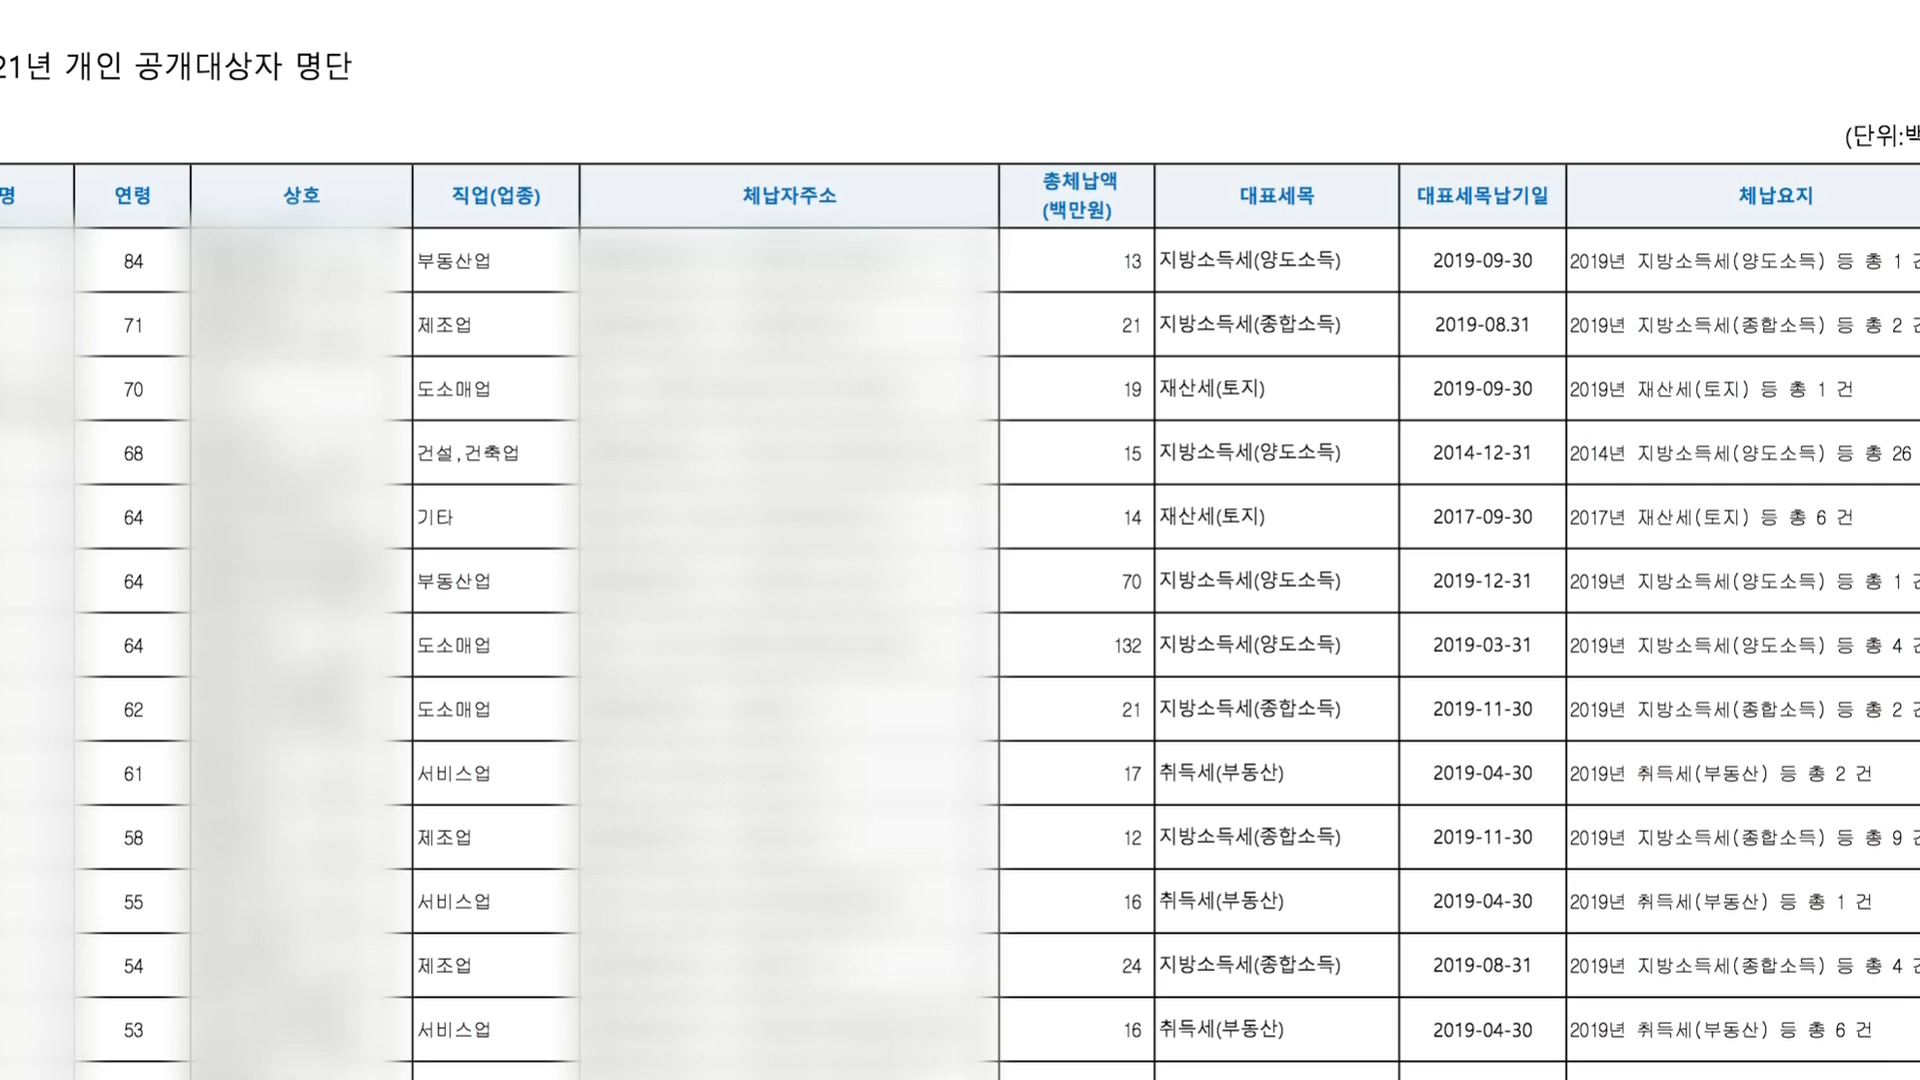 21년 개인 공개대상자 명단
(단위:백
명 연령 상호 직업(업종) 체납자주소 총체납액 (백만원) 대표세목 대표세목납기일 체납요지
84 부동산업 13 지방소득세(양도소득) 2019-09-30 2019년 지방소득세(양도소득) 등 총 1 건
71 제조업 21 지방소득세(종합소득) 2019-08.31 2019년 지방소득세(종합소득) 등 총 2 건
70 도소매업 19 재산세(토지) 2019-09-30 2019년 재산세(토지) 등 총 1 건
68 건설,건축업 15 지방소득세(양도소득) 2014-12-31 2014년 지방소득세(양도소득) 등 총 26
64 기타 14 재산세(토지) 2017-09-30 2017년 재산세(토지) 등 총 6 건
64 부동산업 70 지방소득세(양도소득) 2019-12-31 2019년 지방소득세(양도소득) 등 총 1 건
64 도소매업 132 지방소득세(양도소득) 2019-03-31 2019년 지방소득세(양도소득) 등 총 4 건
62 도소매업 21 지방소득세(종합소득) 2019-11-30 2019년 지방소득세(종합소득) 등 총 2 건
61 서비스업 17 취득세(부동산) 2019-04-30 2019년 취득세(부동산) 등 총 2 건
58 제조업 12 지방소득세(종합소득) 2019-11-30 2019년 지방소득세(종합소득) 등 총 9 건
55 서비스업 16 취득세(부동산) 2019-04-30 2019년 취득세(부동산) 등 총 1 건
54 제조업 24 지방소득세(종합소득) 2019-08-31 2019년 지방소득세(종합소득) 등 총 4 건
53 서비스업 16 취득세(부동산) 2019-04-30 2019년 취득세(부동산) 등 총 6 건